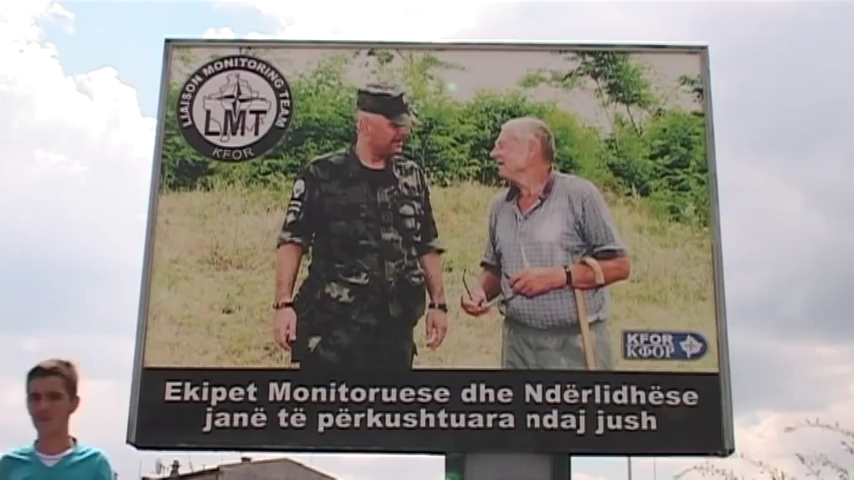 LIAISON MONITORING TEAM
LMT
KFOR
KFOR
КФОР
Ekipet Monitoruese dhe Ndërlidhëse
janë të përkushtuara ndaj jush